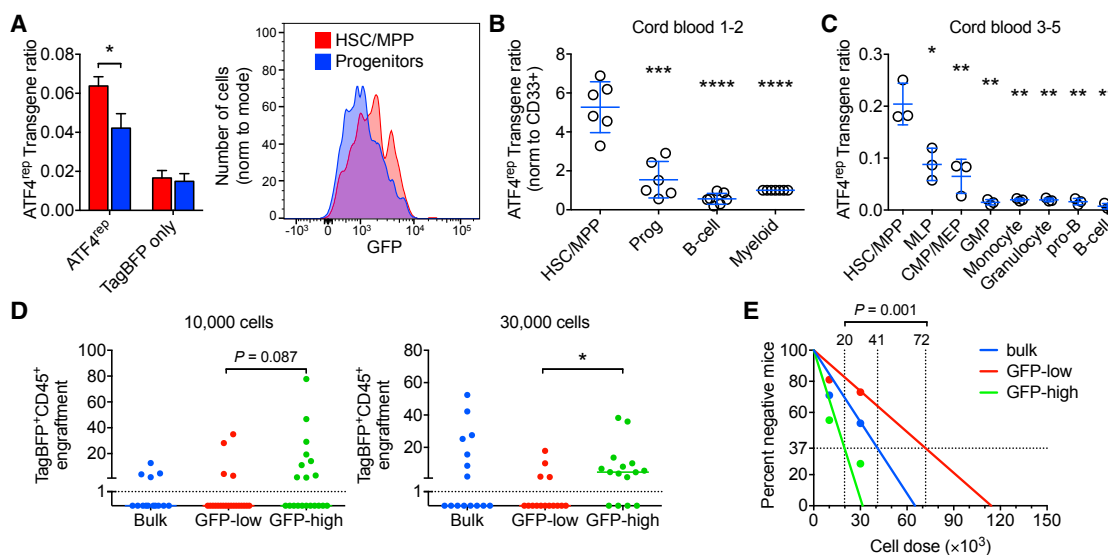 A
ATF4rep Transgene ratio
0.08
0.06
0.04
0.02
0.00
*
ATF4rep
TagBFP only
HSC/MPP
Progenitors
Number of cells
(norm to mode)
100
80
60
40
20
0
-10³ 0 10³ 10⁴ 10⁵
GFP
B
Cord blood 1-2
ATF4rep Transgene ratio
(norm to CD33+)
8
6
4
2
0
*** **** ****
HSC/MPP
Prog
B-cell
Myeloid
C
Cord blood 3-5
ATF4rep Transgene ratio
0.3
0.2
0.1
0.0
* ** ** ** ** **
HSC/MPP
MLP
CMP/MEP
GMP
Monocyte
Granulocyte
pro-B
B-cell
D
10,000 cells
TagBFP⁺CD45⁺
engraftment
100
80
60
40
20
1
P = 0.087
Bulk GFP-low GFP-high
30,000 cells
TagBFP⁺CD45⁺
engraftment
100
80
60
40
20
1
*
Bulk GFP-low GFP-high
E
P = 0.001
20 41 72
Percent negative mice
100
80
60
37
20
0
bulk
GFP-low
GFP-high
0 30 60 90 120 150
Cell dose (×10³)